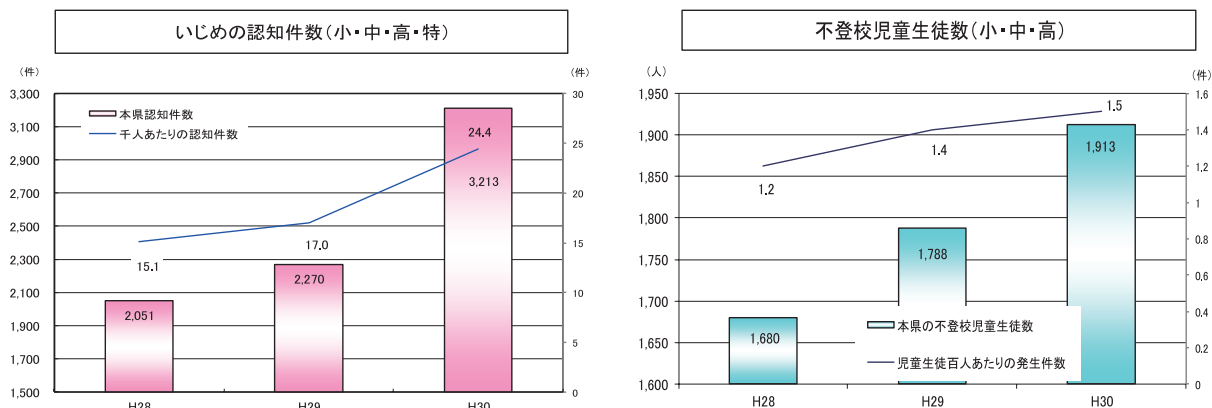 いじめの認知件数(小・中・高・特)
（件）
（件）
3,300
3,100
2,900
2,700
2,500
2,300
2,100
1,900
1,700
1,500
30
25
20
15
10
5
0
本県認知件数
千人あたりの認知件数
15.1
17.0
24.4
2,051
2,270
3,213
H28
H29
H30
不登校児童生徒数(小・中・高)
（人）
（件）
1,950
1,900
1,850
1,800
1,750
1,700
1,650
1,600
1.6
1.4
1.2
1
0.8
0.6
0.4
0.2
0
1.2
1.4
1.5
1,680
1,788
1,913
本県の不登校児童生徒数
児童生徒百人あたりの発生件数
H28
H29
H30